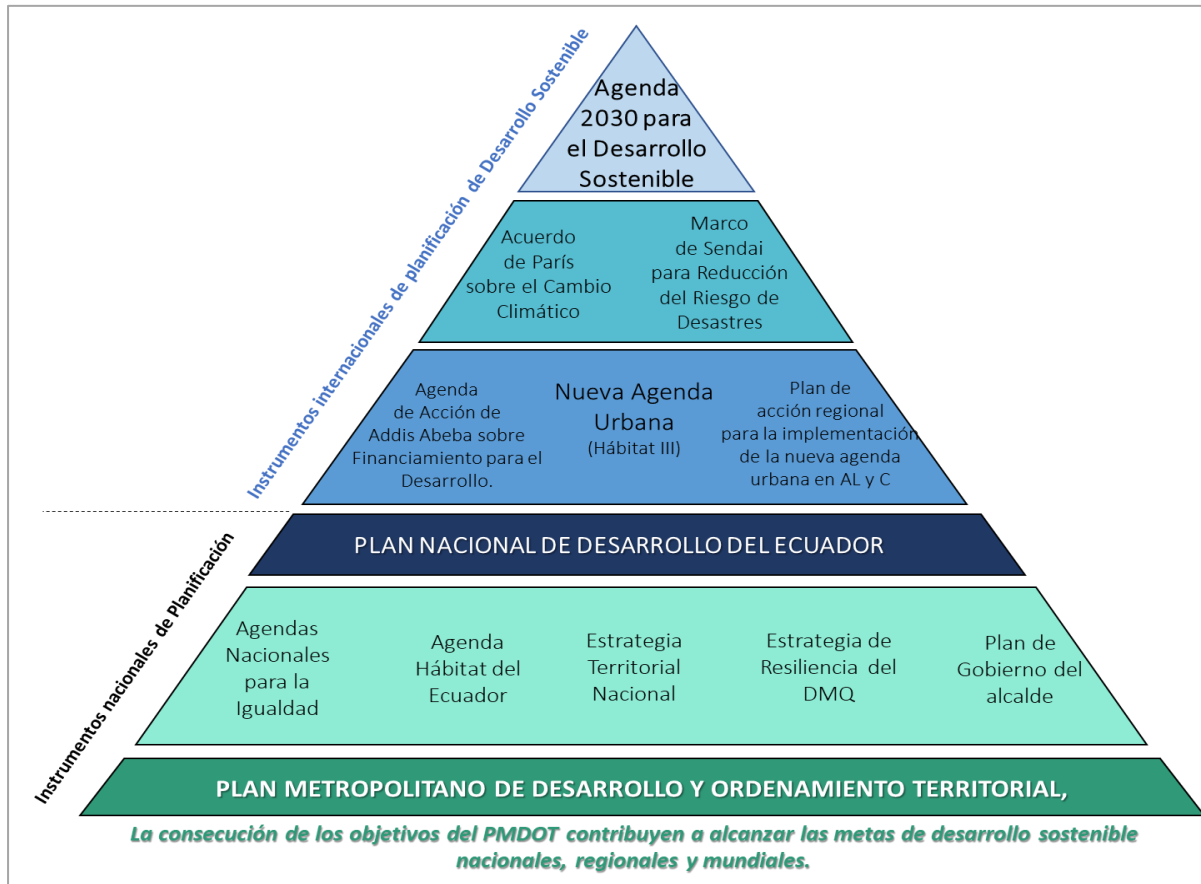 Agenda
2030 para
el Desarrollo
Sostenible
Instrumentos internacionales de planificación de Desarrollo Sostenible
Acuerdo
de París
sobre el Cambio
Climático
Marco
de Sendai
para Reducción
del Riesgo de
Desastres
Agenda
de Acción de
Addis Abeba sobre
Financiamiento para el
Desarrollo.
Nueva Agenda
Urbana
(Hábitat III)
Plan de
acción regional
para la implementación
de la nueva agenda
urbana en AL y C
PLAN NACIONAL DE DESARROLLO DEL ECUADOR
Instrumentos nacionales de Planificación
Agendas
Nacionales
para la
Igualdad
Agenda
Hábitat del
Ecuador
Estrategia
Territorial
Nacional
Estrategia de
Resiliencia del
DMQ
Plan de
Gobierno del
alcalde
PLAN METROPOLITANO DE DESARROLLO Y ORDENAMIENTO TERRITORIAL,
La consecución de los objetivos del PMDOT contribuyen a alcanzar las metas de desarrollo sostenible
nacionales, regionales y mundiales.